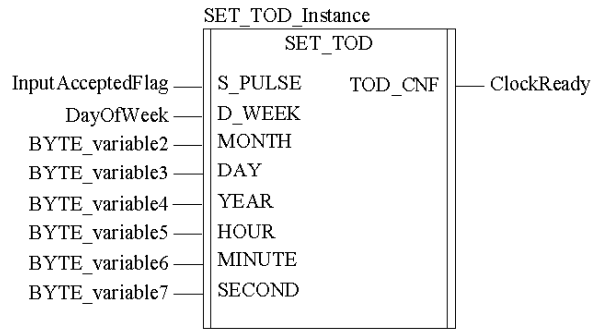 SET_TOD_Instance
SET_TOD
InputAcceptedFlag S_PULSE TOD_CNF ClockReady
DayOfWeek D_WEEK
BYTE_variable2 MONTH
BYTE_variable3 DAY
BYTE_variable4 YEAR
BYTE_variable5 HOUR
BYTE_variable6 MINUTE
BYTE_variable7 SECOND